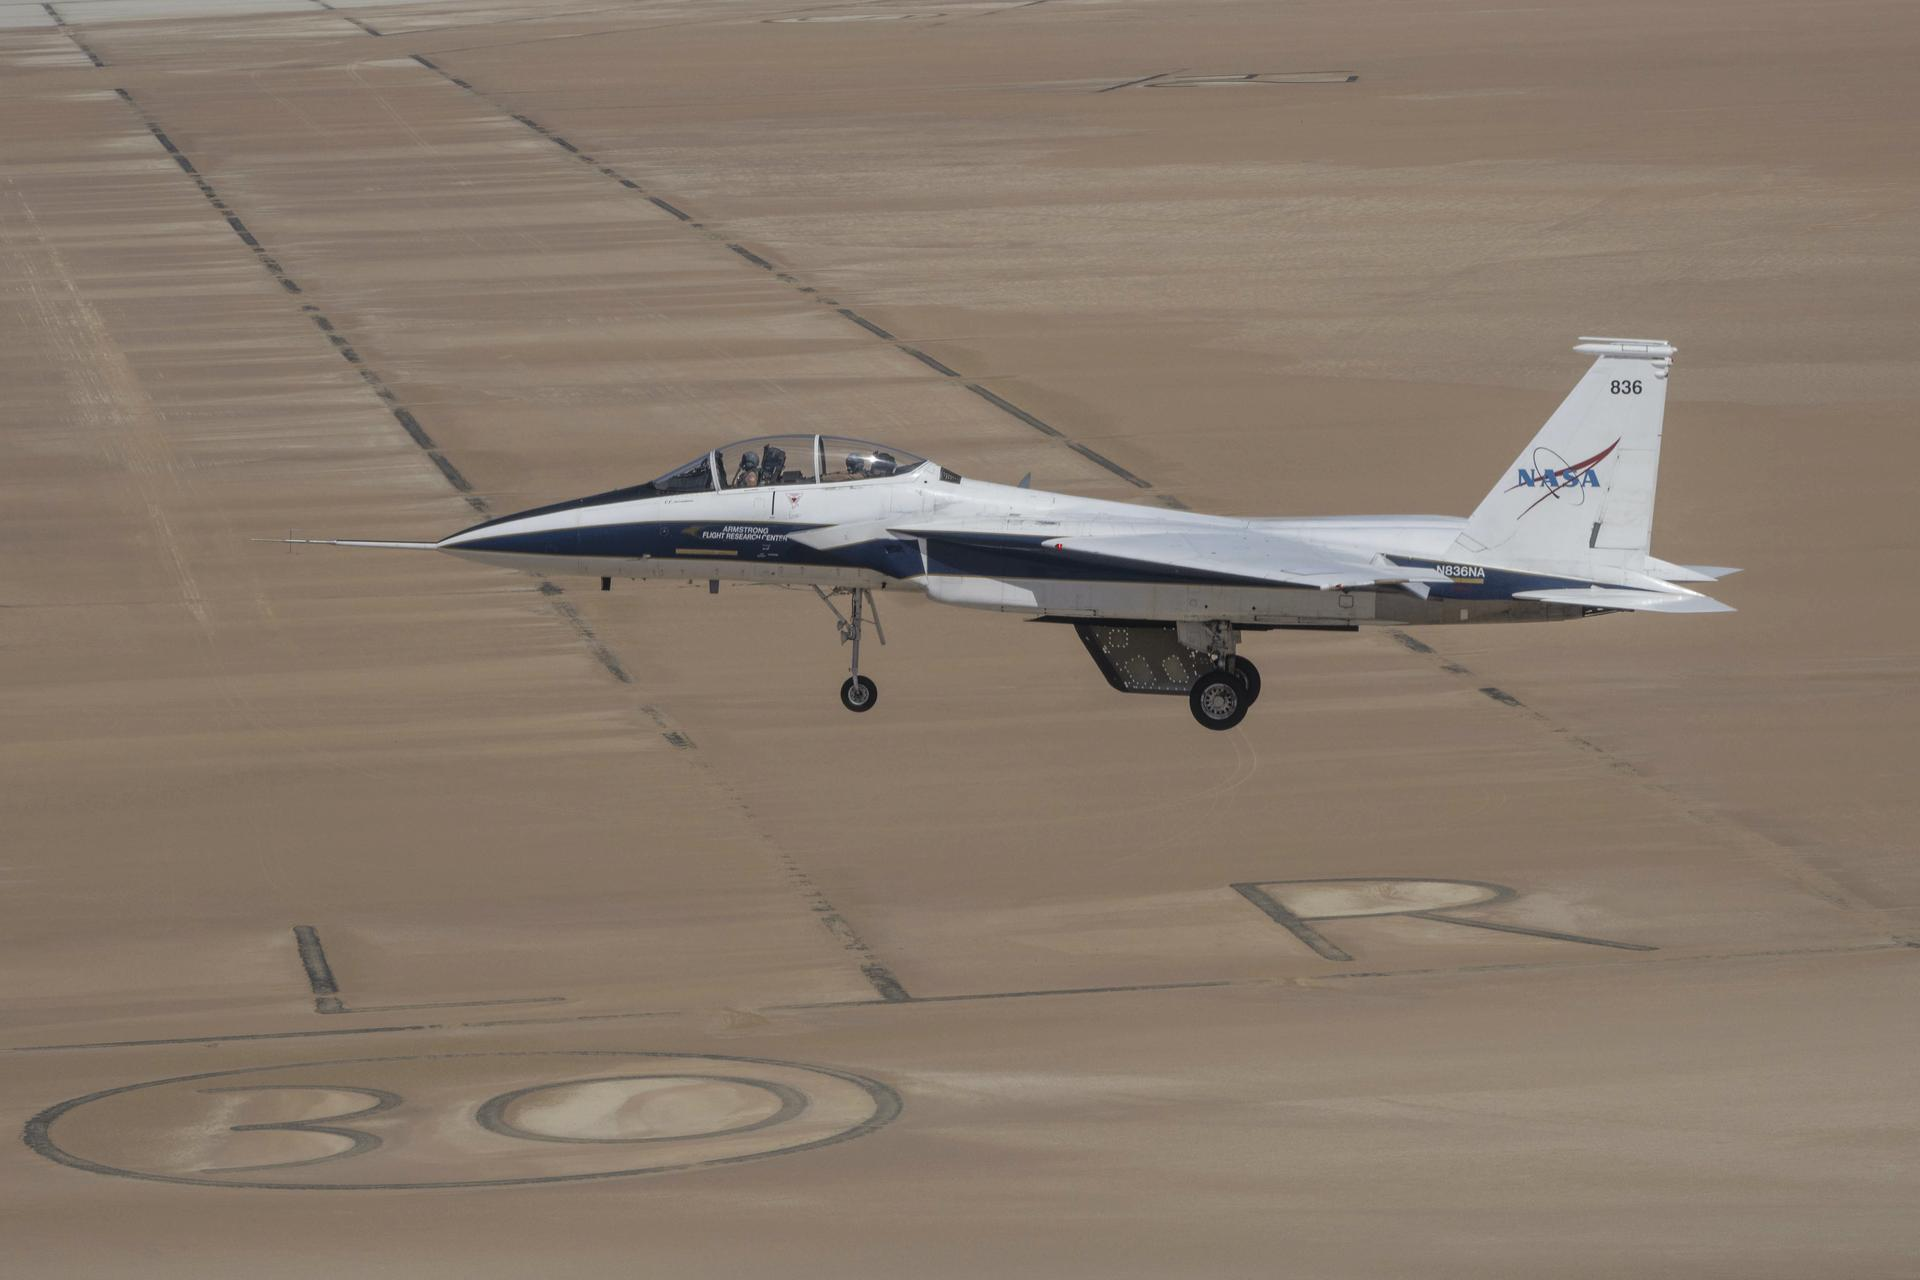 836
NASA
ARMSTRONG
FLIGHT RESEARCH CENTER
N836NA
L
R
30